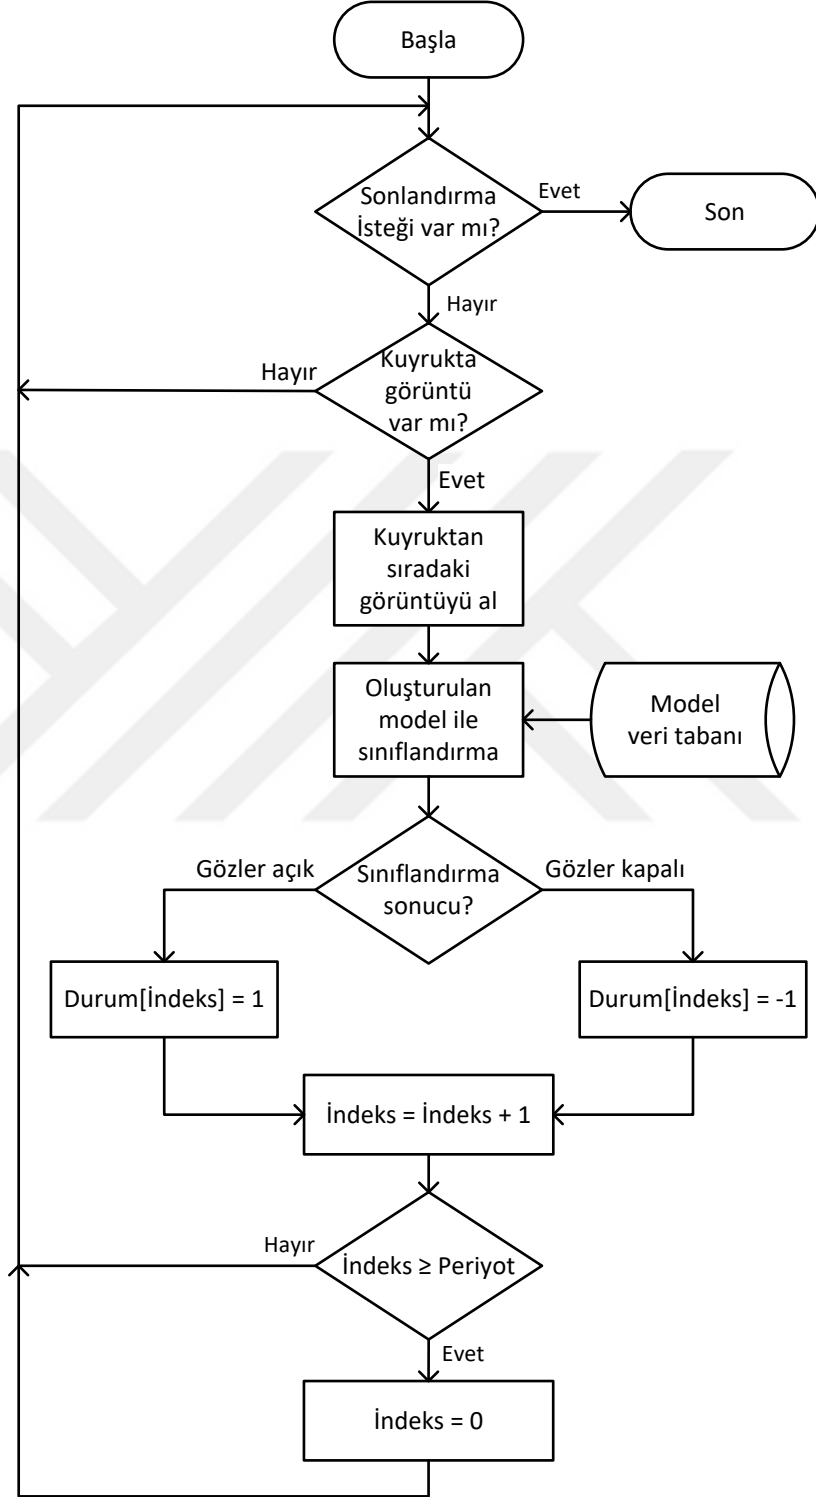 Başla
Sonlandırma
İsteği var mı?
Evet
Son
Hayır
Kuyrukta
görüntü
var mı?
Hayır
Evet
Kuyruktan
sıradaki
görüntüyü al
Oluşturulan
model ile
sınıflandırma
Model
veri tabanı
Sınıflandırma
sonucu?
Gözler açık
Gözler kapalı
Durum[İndeks] = 1
Durum[İndeks] = -1
İndeks = İndeks + 1
İndeks ≥ Periyot
Hayır
Evet
İndeks = 0